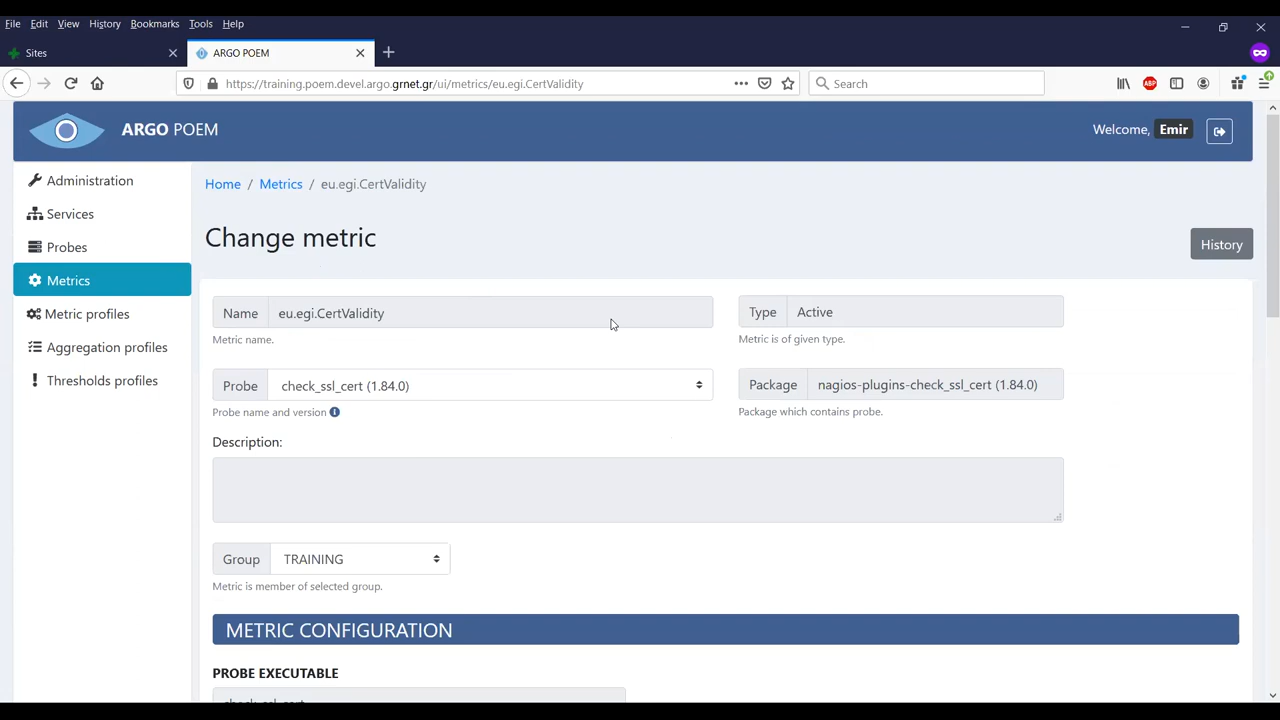 File Edit View History Bookmarks Tools Help
Sites
ARGO POEM
https://training.poem.devel.argo.grnet.gr/ui/metrics/eu.egi.CertValidity
Search
ABP
ARGO POEM
Welcome, Emir
Administration
Services
Probes
Metrics
Metric profiles
Aggregation profiles
Thresholds profiles
Home / Metrics / eu.egi.CertValidity
Change metric
History
Name eu.egi.CertValidity
Metric name.
Type Active
Metric is of given type.
Probe check_ssl_cert (1.84.0)
Probe name and version
Package nagios-plugins-check_ssl_cert (1.84.0)
Package which contains probe.
Description:
Group TRAINING
Metric is member of selected group.
METRIC CONFIGURATION
PROBE EXECUTABLE
check_ssl_cert